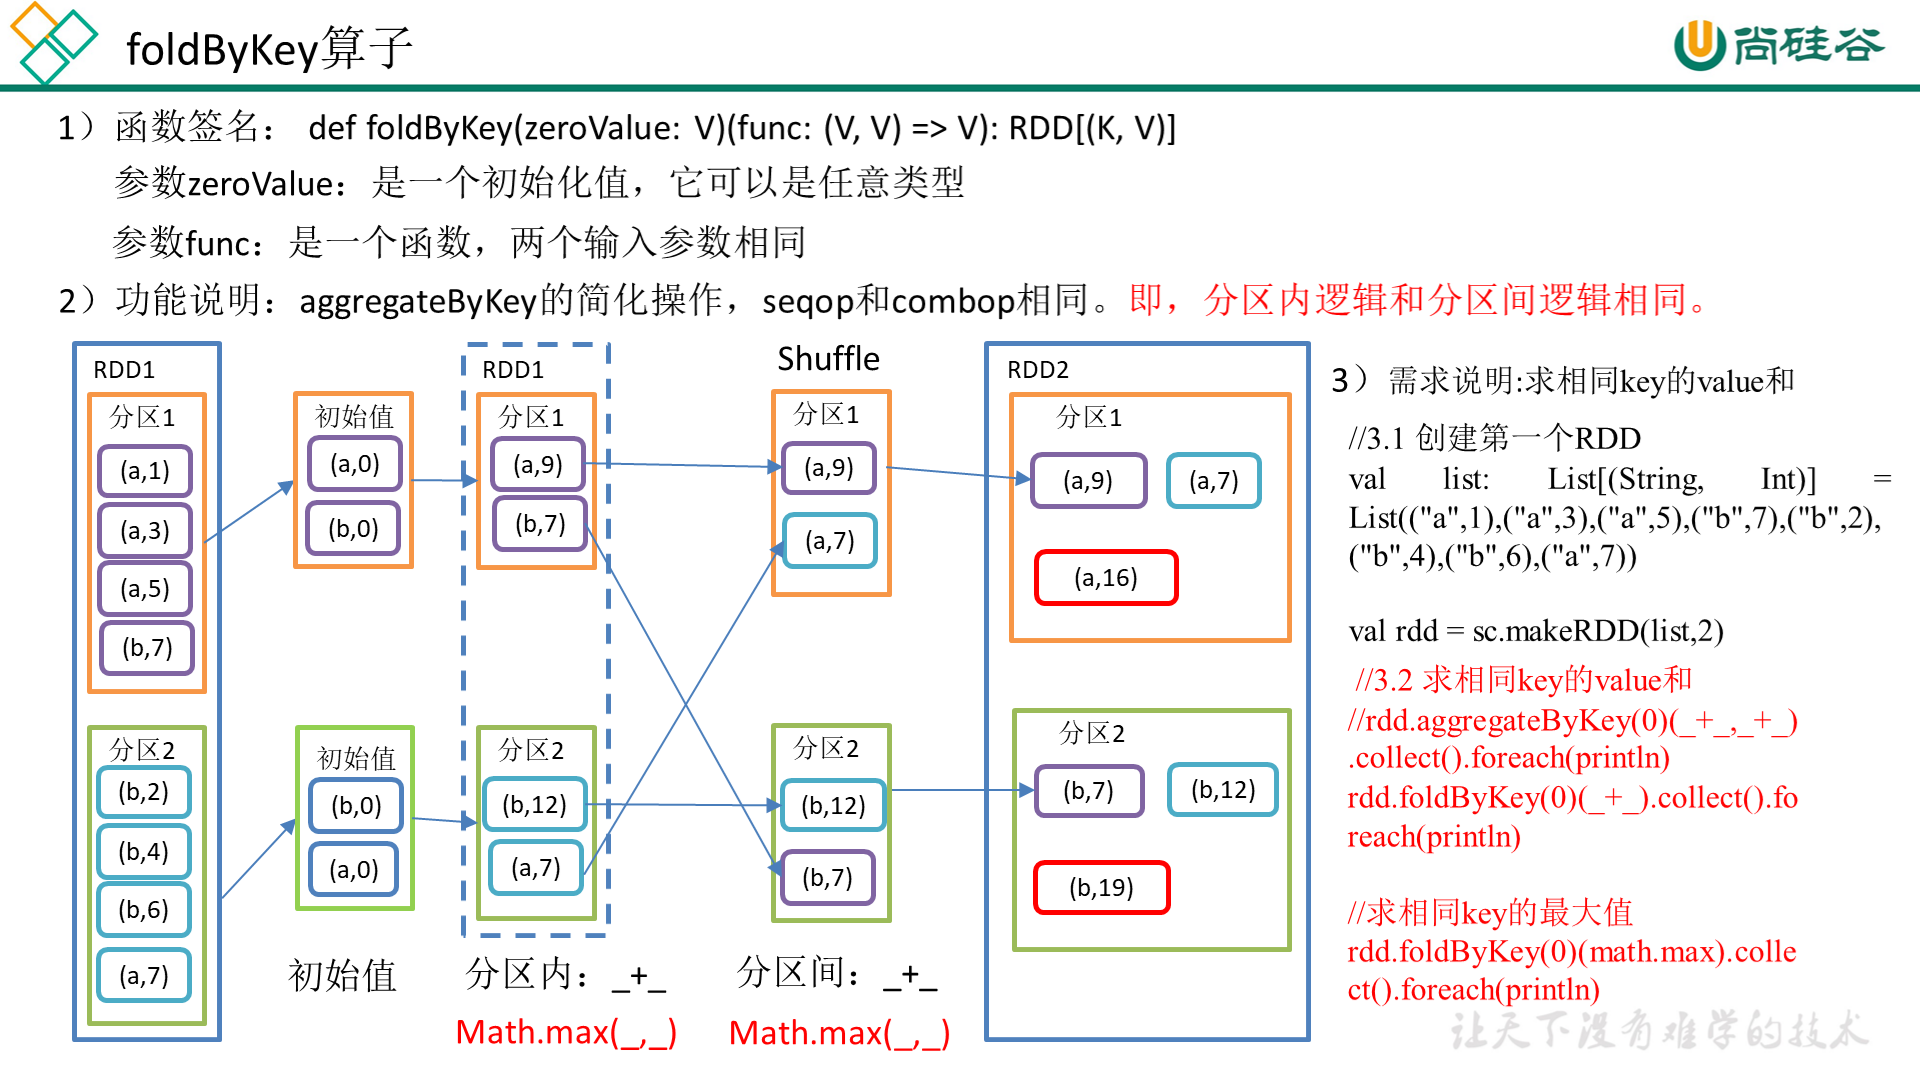 foldByKey算子
尚硅谷
1）函数签名： def foldByKey(zeroValue: V)(func: (V, V) => V): RDD[(K, V)]
参数zeroValue：是一个初始化值，它可以是任意类型
参数func：是一个函数，两个输入参数相同
2）功能说明：aggregateByKey的简化操作，seqop和combop相同。即，分区内逻辑和分区间逻辑相同。
RDD1
分区1
(a,1)
(a,3)
(a,5)
(b,7)
分区2
(b,2)
(b,4)
(b,6)
(a,7)
初始值
(a,0)
(b,0)
初始值
(b,0)
(a,0)
初始值
RDD1
分区1
(a,9)
(b,7)
分区2
(b,12)
(a,7)
分区内：_+_
Math.max(_,_)
Shuffle
分区1
(a,9)
(a,7)
分区2
(b,12)
(b,7)
分区间：_+_
Math.max(_,_)
RDD2
分区1
(a,9)
(a,7)
(a,16)
分区2
(b,7)
(b,12)
(b,19)
3）需求说明:求相同key的value和
//3.1 创建第一个RDD
val list: List[(String, Int)] =
List(("a",1),("a",3),("a",5),("b",7),("b",2),
("b",4),("b",6),("a",7))
val rdd = sc.makeRDD(list,2)
//3.2 求相同key的value和
//rdd.aggregateByKey(0)(_+_,_+_)
.collect().foreach(println)
rdd.foldByKey(0)(_+_).collect().fo
reach(println)
//求相同key的最大值
rdd.foldByKey(0)(math.max).colle
ct().foreach(println)
让天下没有难学的技术